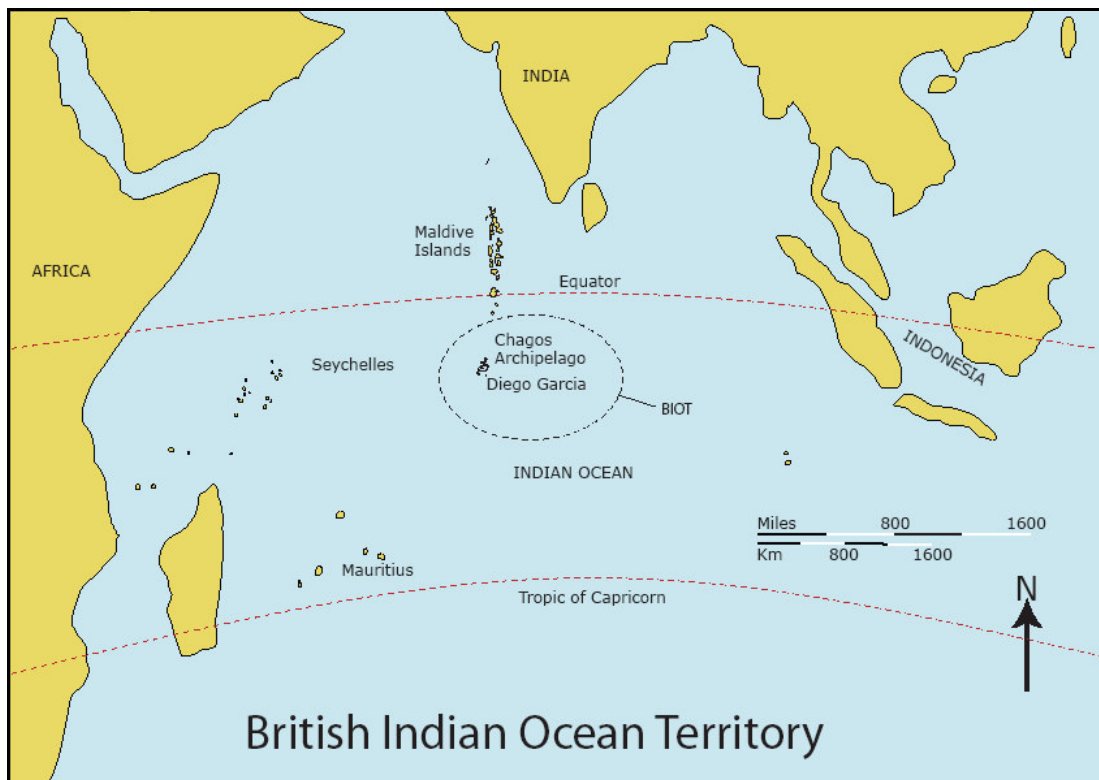 INDIA
Maldive
Islands
AFRICA
Equator
Chagos
Archipelago
Seychelles
Diego Garcia
INDONESIA
BIOT
INDIAN OCEAN
Miles 800 1600
Km 800 1600
Mauritius
N
Tropic of Capricorn
British Indian Ocean Territory